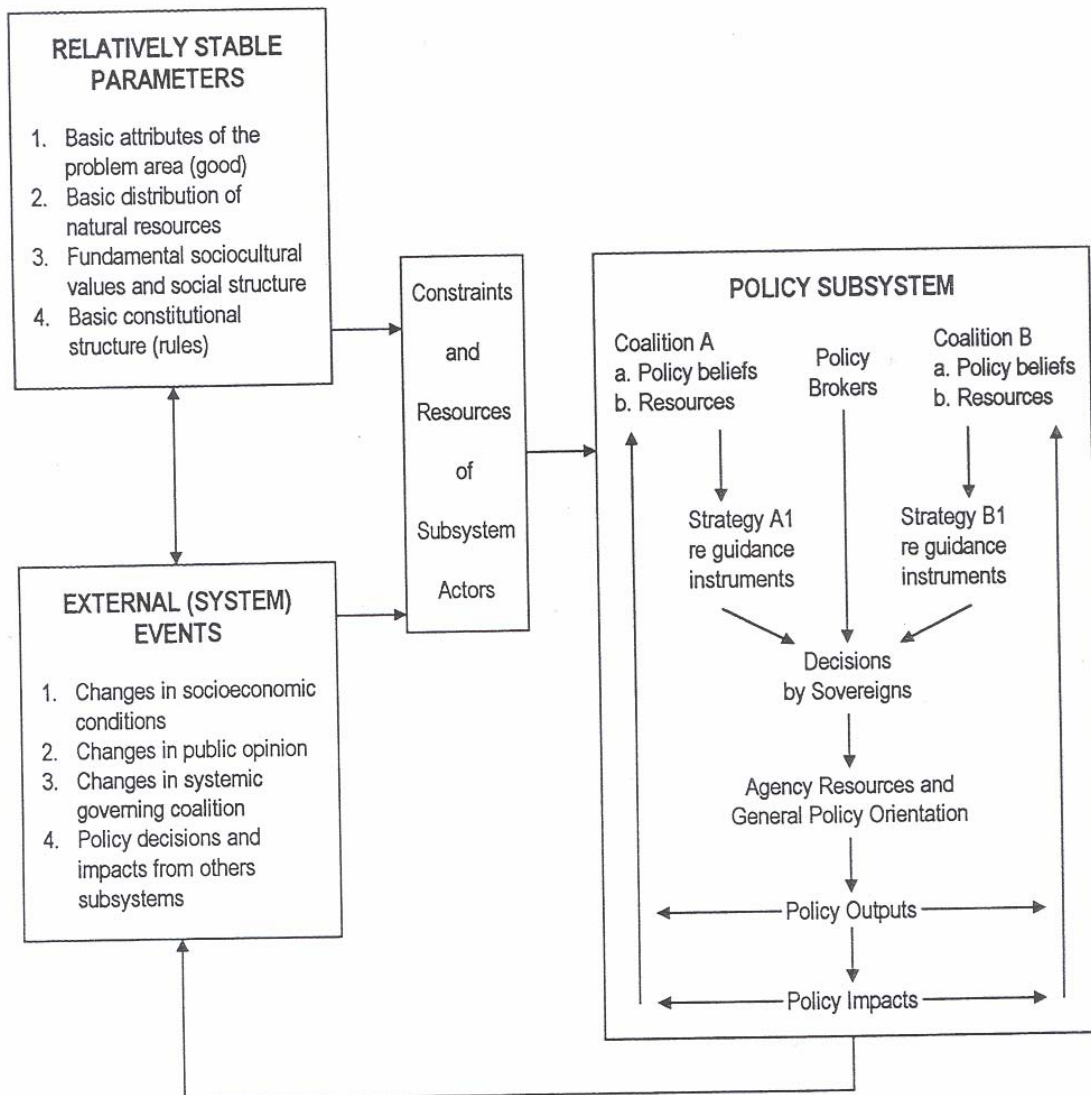 RELATIVELY STABLE
PARAMETERS
1. Basic attributes of the
problem area (good)
2. Basic distribution of
natural resources
3. Fundamental sociocultural
values and social structure
4. Basic constitutional
structure (rules)
EXTERNAL (SYSTEM)
EVENTS
1. Changes in socioeconomic
conditions
2. Changes in public opinion
3. Changes in systemic
governing coalition
4. Policy decisions and
impacts from others
subsystems
Constraints
and
Resources
of
Subsystem
Actors
POLICY SUBSYSTEM
Coalition A
a. Policy beliefs
b. Resources
Policy
Brokers
Coalition B
a. Policy beliefs
b. Resources
Strategy A1
re guidance
instruments
Strategy B1
re guidance
instruments
Decisions
by Sovereigns
Agency Resources and
General Policy Orientation
Policy Outputs
Policy Impacts